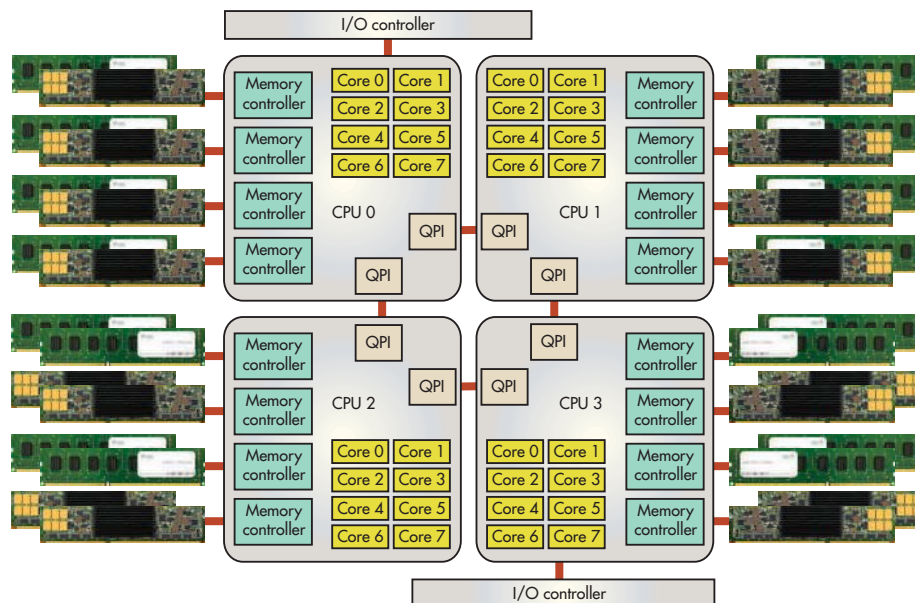 I/O controller
Memory
controller
Memory
controller
Memory
controller
Memory
controller
Core 0 Core 1
Core 2 Core 3
Core 4 Core 5
Core 6 Core 7
CPU 0
QPI
QPI
Core 0 Core 1
Core 2 Core 3
Core 4 Core 5
Core 6 Core 7
Memory
controller
Memory
controller
Memory
controller
Memory
controller
CPU 1
QPI
QPI
Memory
controller
Memory
controller
Memory
controller
Memory
controller
QPI
QPI
CPU 2
Core 0 Core 1
Core 2 Core 3
Core 4 Core 5
Core 6 Core 7
QPI
QPI
CPU 3
Memory
controller
Memory
controller
Memory
controller
Memory
controller
Core 0 Core 1
Core 2 Core 3
Core 4 Core 5
Core 6 Core 7
I/O controller